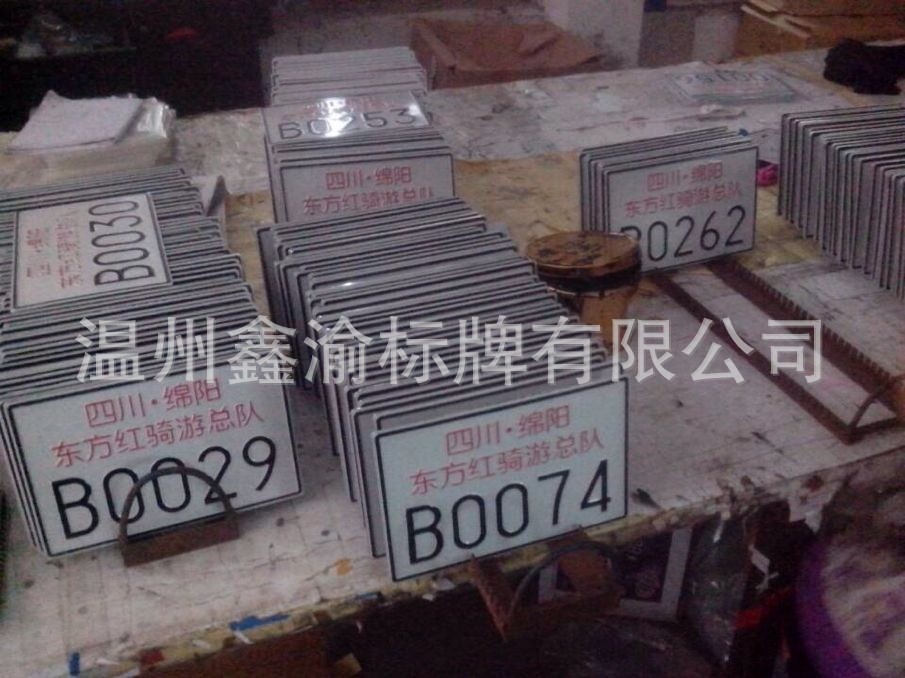 B0253
四川·绵阳
东方红骑游总队
四川·绵阳
东方红骑游总队
B0262
B0030
温州鑫渝标牌有限公司
四川·绵阳
东方红骑游总队
B0029
四川·绵阳
东方红骑游总队
B0074